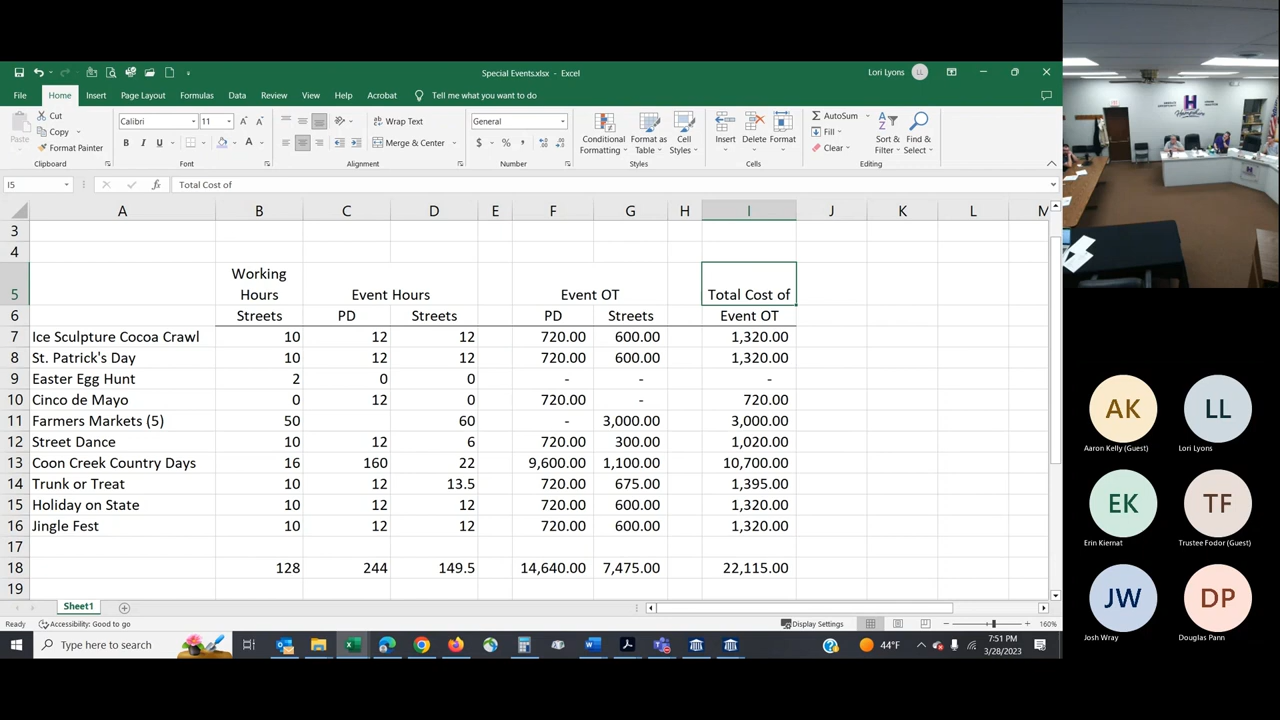 Special Events.xlsx - Excel
Lori Lyons LL
File Home Insert Page Layout Formulas Data Review View Help Acrobat Tell me what you want to do
Paste
Cut
Copy
Format Painter
Calibri 11
B I U
Wrap Text
Merge & Center
General
$ % ,
Conditional Formatting
Format as Table
Cell Styles
Insert Delete Format
AutoSum
Fill
Clear
Sort & Filter
Find & Select
Clipboard Font Alignment Number Styles Cells Editing
I5 fx Total Cost of
A B C D E F G H I J K L M
3
4
Working
5 Hours Event Hours Event OT Total Cost of
6 Streets PD Streets PD Streets Event OT
7 Ice Sculpture Cocoa Crawl 10 12 12 720.00 600.00 1,320.00
8 St. Patrick's Day 10 12 12 720.00 600.00 1,320.00
9 Easter Egg Hunt 2 0 0 - - -
10 Cinco de Mayo 0 12 0 720.00 - 720.00
11 Farmers Markets (5) 50 60 - 3,000.00 3,000.00
12 Street Dance 10 12 6 720.00 300.00 1,020.00
13 Coon Creek Country Days 16 160 22 9,600.00 1,100.00 10,700.00
14 Trunk or Treat 10 12 13.5 720.00 675.00 1,395.00
15 Holiday on State 10 12 12 720.00 600.00 1,320.00
16 Jingle Fest 10 12 12 720.00 600.00 1,320.00
17
18 128 244 149.5 14,640.00 7,475.00 22,115.00
19
Sheet1
Ready Accessibility: Good to go Display Settings 160%
Type here to search
44°F
7:51 PM
3/28/2023
H
AK LL
Aaron Kelly (Guest) Lori Lyons
EK TF
Erin Kiernat Trustee Fodor (Guest)
JW DP
Josh Wray Douglas Pann